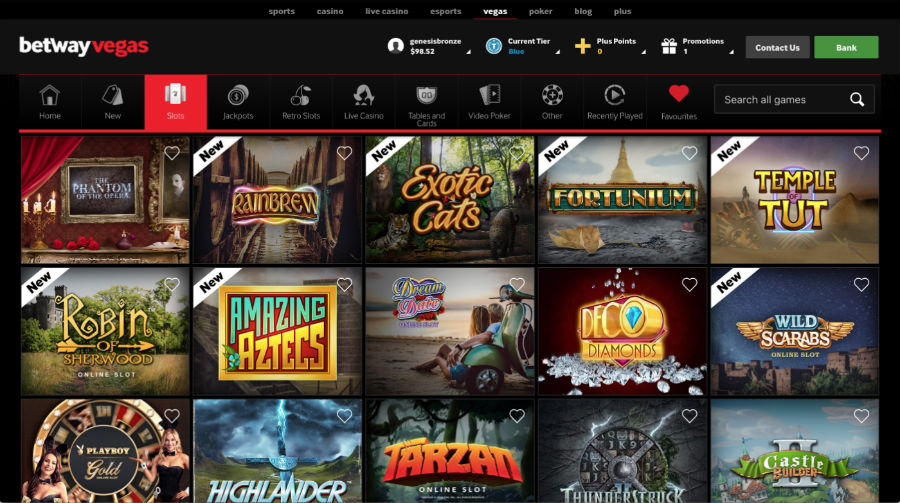 sports casino live casino esports vegas poker blog plus
betway vegas
genesisbronze
$98.52
Current Tier
Blue
Plus Points
0
Promotions
1
Contact Us
Bank
Home
New
Slots
Jackpots
Retro Slots
Live Casino
Tables and
Cards
Video Poker
Other
Recently Played
Favourites
Search all games
THE
PHANTOM
OF THE OPERA
New
RAINBREW
New
Exotic
Cats
New
FORTUNIUM
New
TEMPLE
OF
TUT
New
Robin
OF
SHERWOOD
ONLINE SLOT
New
AMAZING
AZTECS
Dream
Date
ONLINE SLOT
DECO
DIAMONDS
New
WILD
SCARABS
ONLINE SLOT
PLAYBOY
Gold
ONLINE SLOT
HIGHLANDER
TARZAN
ONLINE SLOT
THUNDERSTRUCK
II
Castle
BUILDER
II